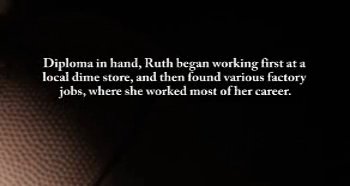 Diploma in hand, Ruth began working first at a
local dime store, and then found various factory
jobs, where she worked most of her career.